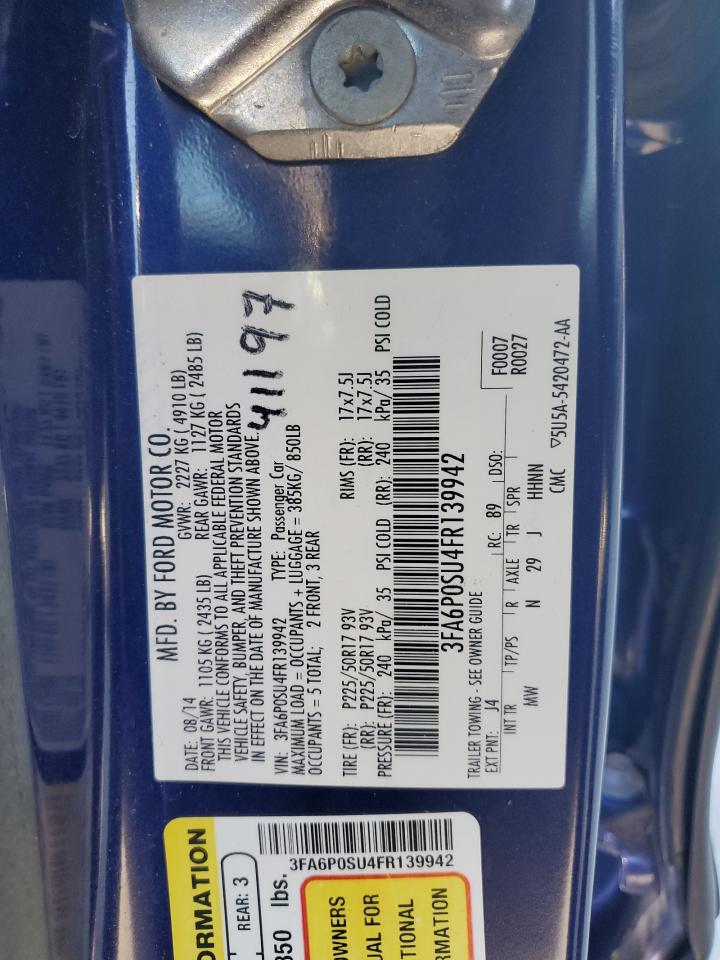 MFD. BY FORD MOTOR CO.
DATE: 08/14 GVWR: 2227 KG ( 4910 LB)
FRONT GAWR: 1105 KG ( 2435 LB) REAR GAWR: 1127 KG ( 2485 LB)
THIS VEHICLE CONFORMS TO ALL APPLICABLE FEDERAL MOTOR
VEHICLE SAFETY, BUMPER, AND THEFT PREVENTION STANDARDS
IN EFFECT ON THE DATE OF MANUFACTURE SHOWN ABOVE.
41197
VIN: 3FA6P0SU4FR139942 TYPE: Passenger Car
MAXIMUM LOAD = OCCUPANTS + LUGGAGE = 385KG/ 850LB
OCCUPANTS = 5 TOTAL; 2 FRONT, 3 REAR
TIRE (FR): P225/50R17 93V RIMS (FR): 17x7.5J
(RR): P225/50R17 93V (RR): 17x7.5J
PRESSURE (FR): 240 kPa/ 35 PSI COLD (RR): 240 kPa/ 35 PSI COLD
3FA6P0SU4FR139942
TRAILER TOWING - SEE OWNER GUIDE
F0007
EXT PNT: J4 RC: 89 DSO: R0027
INT TR TP/PS R AXLE TR SPR
MW N 29 J HHNN
CMC ▽5U5A-5420472-AA
ORMATION
REAR: 3
350 lbs.
3FA6P0SU4FR139942
OWNERS
UAL FOR
TIONAL
RMATION